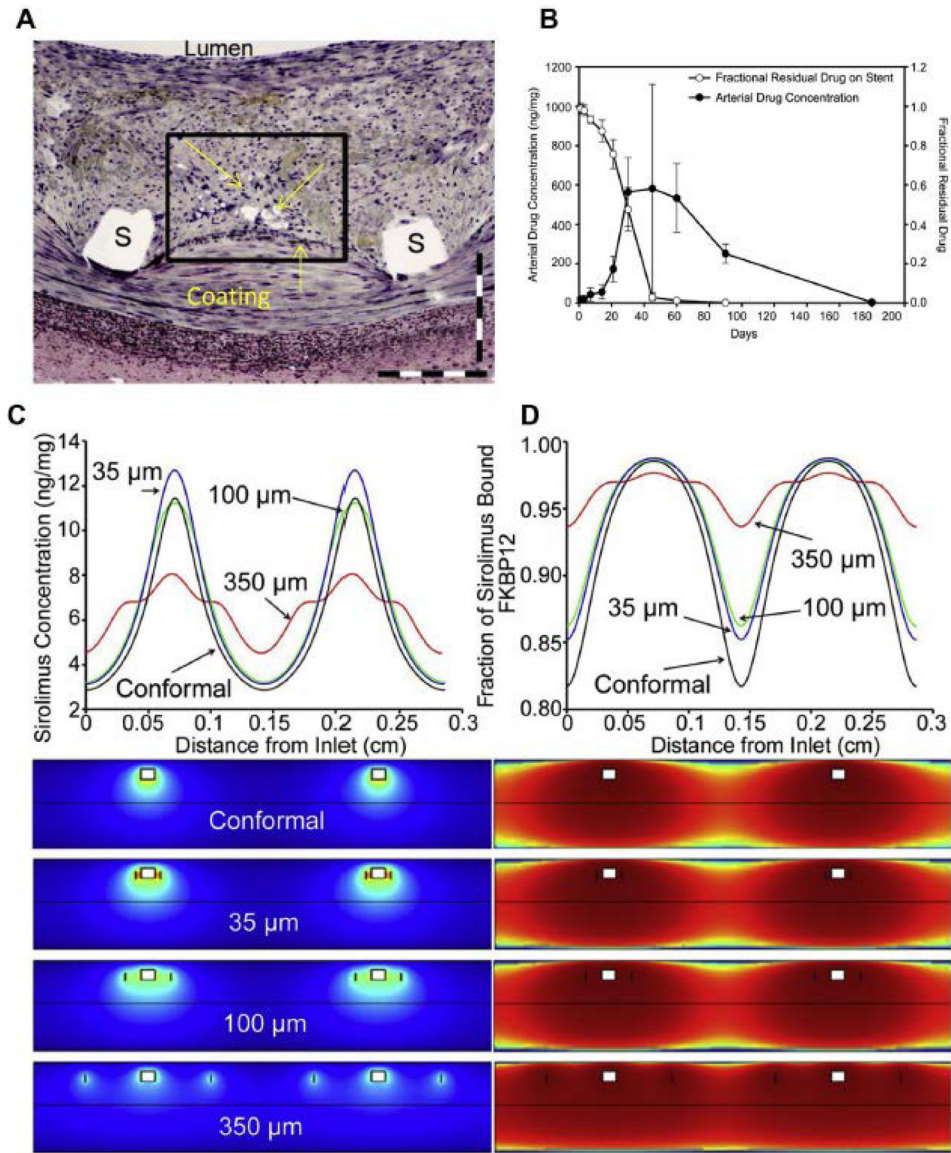 A
Lumen
S
S
Coating
B
Fractional Residual Drug on Stent
Arterial Drug Concentration
Arterial Drug Concentration (ng/mg)
1200
1000
800
600
400
200
0
1.2
1.0
0.8
0.6
0.4
0.2
0.0
Fractional Residual Drug
0 20 40 60 80 100 120 140 160 180 200
Days
C
Sirolimus Concentration (ng/mg)
14
12
10
8
6
4
2
35 µm
100 µm
350 µm
Conformal
0 0.05 0.1 0.15 0.2 0.25 0.3
Distance from Inlet (cm)
D
Fraction of Sirolimus Bound
FKBP12
1.00
0.95
0.90
0.85
0.80
350 µm
35 µm
100 µm
Conformal
0 0.05 0.1 0.15 0.2 0.25 0.3
Distance from Inlet (cm)
Conformal
35 µm
100 µm
350 µm